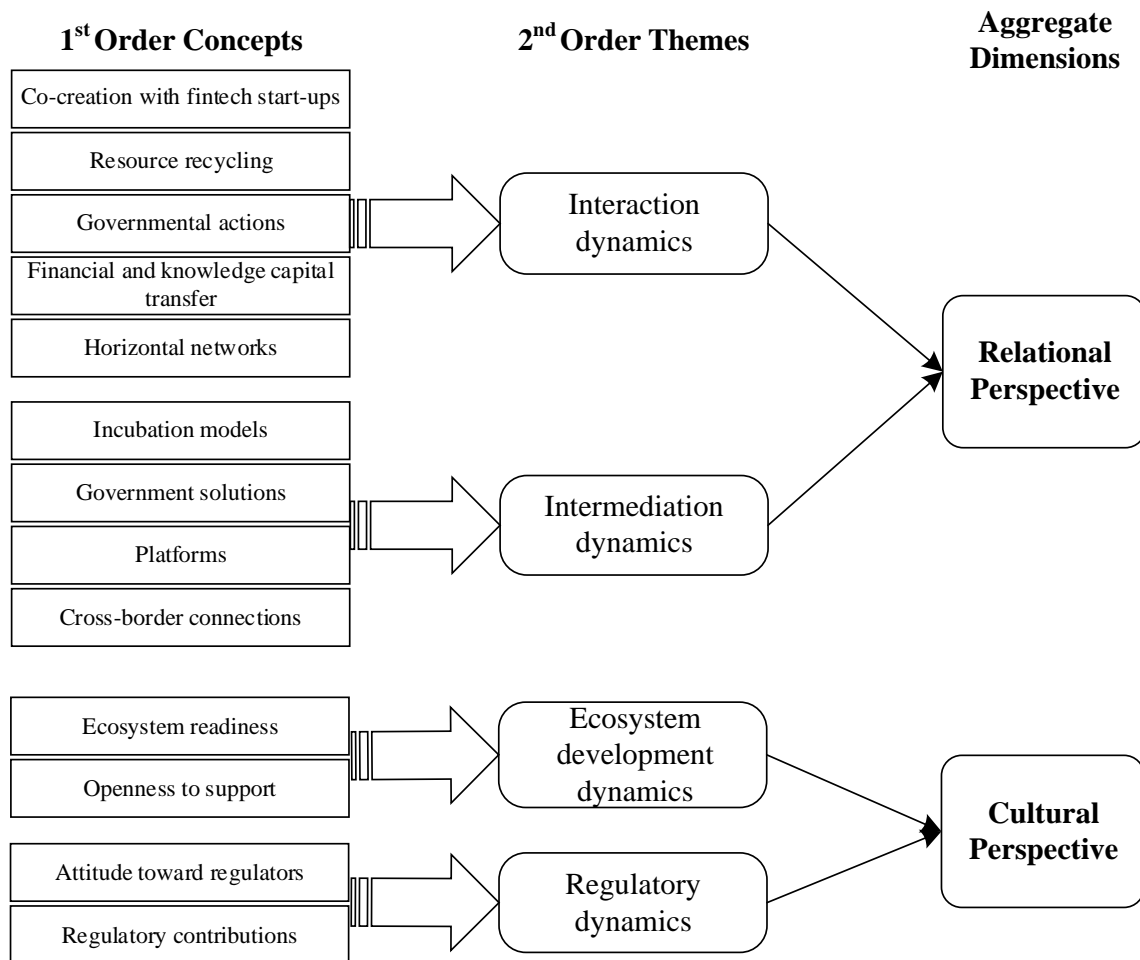 1st Order Concepts
2nd Order Themes
Aggregate
Dimensions
Co-creation with fintech start-ups
Resource recycling
Governmental actions
Financial and knowledge capital
transfer
Horizontal networks
Interaction
dynamics
Incubation models
Government solutions
Platforms
Cross-border connections
Intermediation
dynamics
Relational
Perspective
Ecosystem readiness
Openness to support
Ecosystem
development
dynamics
Attitude toward regulators
Regulatory contributions
Regulatory
dynamics
Cultural
Perspective